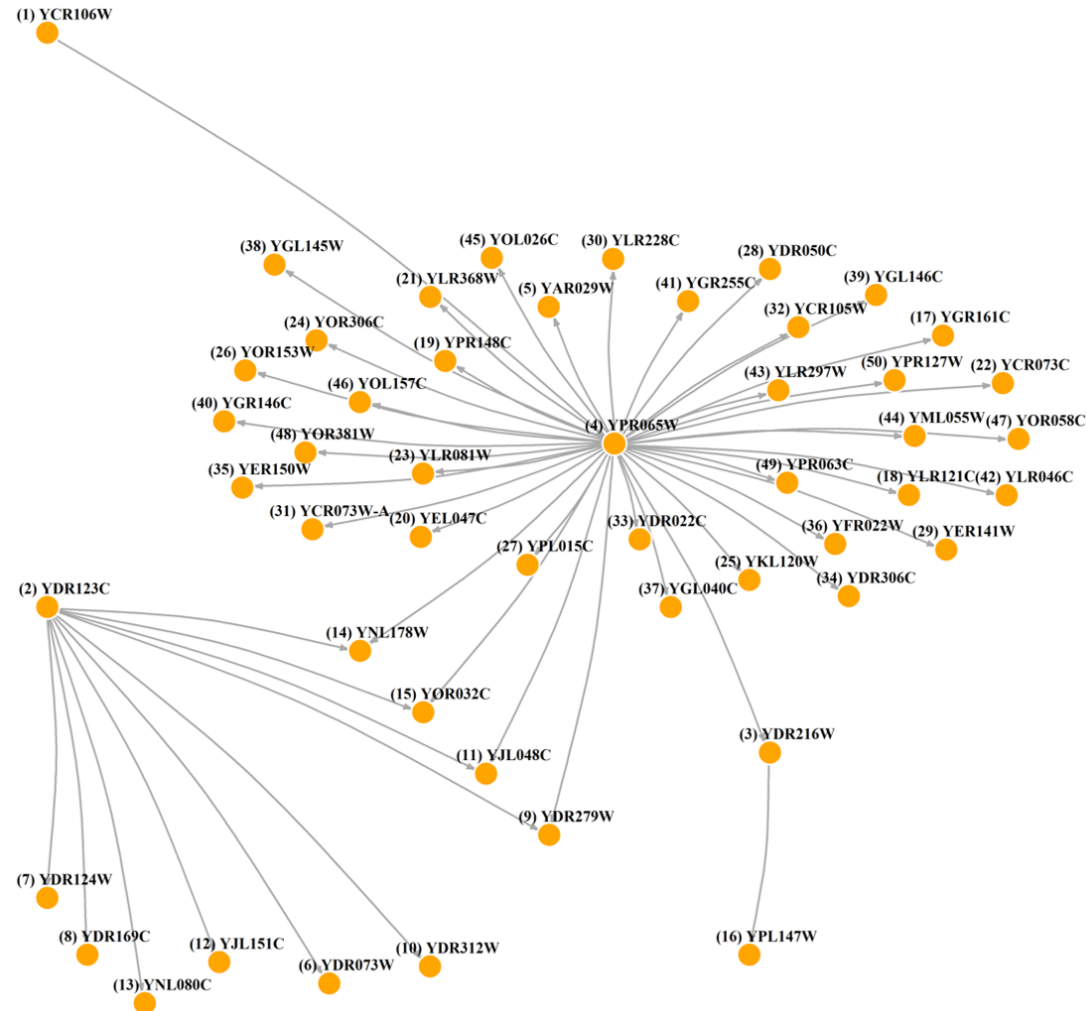 (1) YCR106W
(45) YOL026C
(30) YLR228C
(38) YGL145W
(28) YDR050C
(21) YLR368W
(5) YAR029W
(41) YGR255C
(39) YGL146C
(24) YOR306C
(32) YCR105W
(17) YGR161C
(26) YOR153W
(19) YPR148C
(46) YOL157C
(43) YLR297W
(50) YPR127W
(22) YCR073C
(40) YGR146C
(48) YOR381W
(4) YPR065W
(44) YML055W
(47) YOR058C
(35) YER150W
(23) YLR081W
(49) YPR063C
(18) YLR121C
(42) YLR046C
(31) YCR073W-A
(20) YEL047C
(33) YDR022C
(36) YFR022W
(29) YER141W
(27) YPL015C
(25) YKL120W
(37) YGL040C
(34) YDR306C
(2) YDR123C
(14) YNL178W
(15) YOR032C
(3) YDR216W
(11) YJL048C
(9) YDR279W
(7) YDR124W
(8) YDR169C
(12) YJL151C
(10) YDR312W
(16) YPL147W
(6) YDR073W
(13) YNL080C